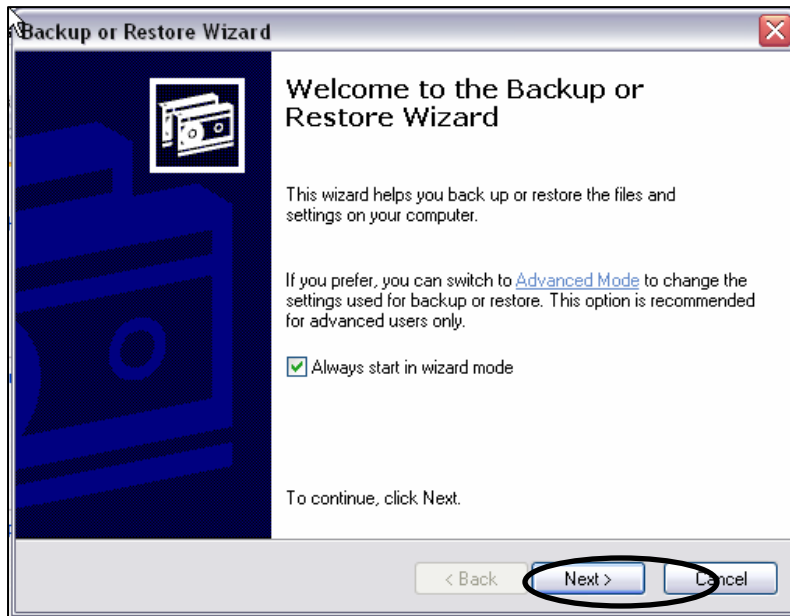 Backup or Restore Wizard
Welcome to the Backup or
Restore Wizard
This wizard helps you back up or restore the files and
settings on your computer.
If you prefer, you can switch to Advanced Mode to change the
settings used for backup or restore. This option is recommended
for advanced users only.
Always start in wizard mode
To continue, click Next.
< Back Next > Cancel